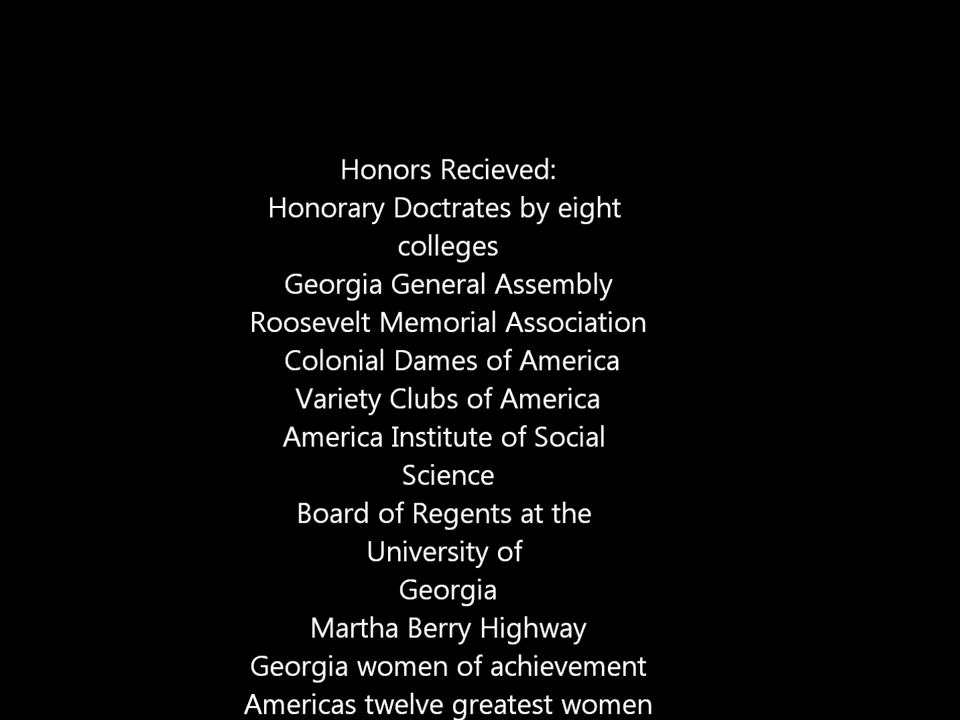 Honors Recieved:
Honorary Doctrates by eight
colleges
Georgia General Assembly
Roosevelt Memorial Association
Colonial Dames of America
Variety Clubs of America
America Institute of Social
Science
Board of Regents at the
University of
Georgia
Martha Berry Highway
Georgia women of achievement
Americas twelve greatest women